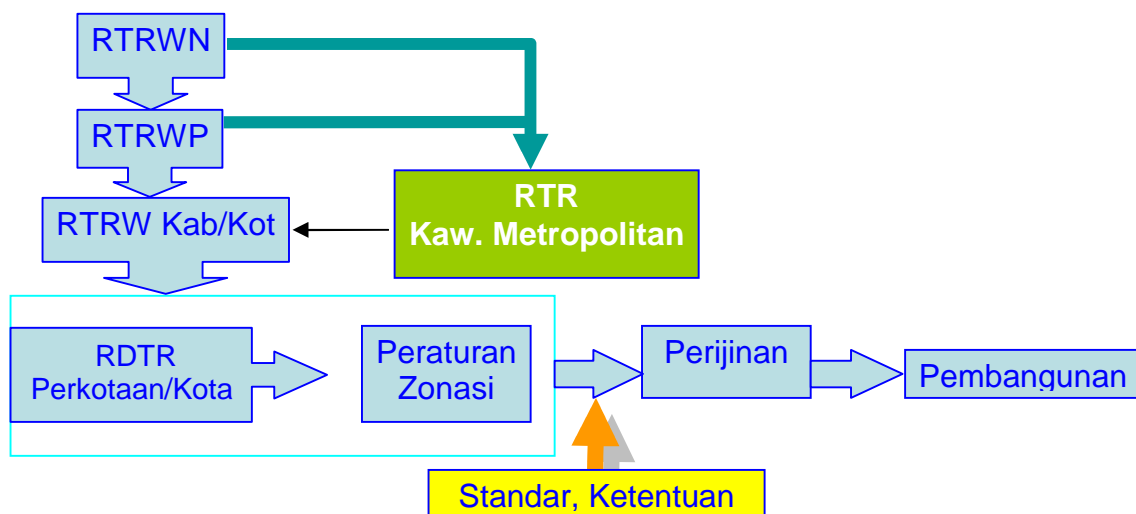 RTRWN
RTRWP
RTR
Kaw. Metropolitan
RTRW Kab/Kot
RDTR
Perkotaan/Kota
Peraturan
Zonasi
Perijinan
Pembangunan
Standar, Ketentuan